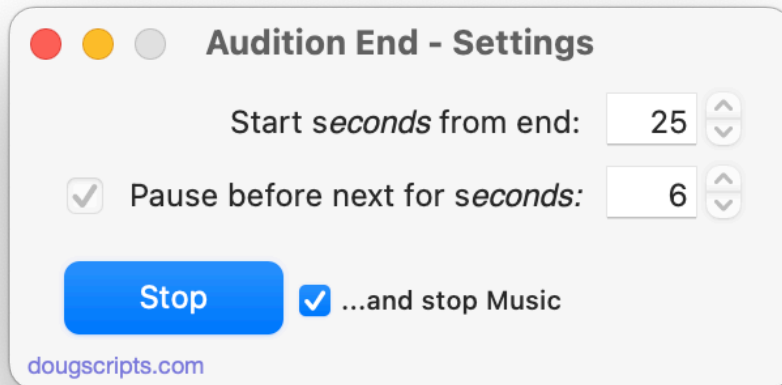 Audition End - Settings
Start seconds from end: 25
Pause before next for seconds: 6
Stop ...and stop Music
dougscripts.com